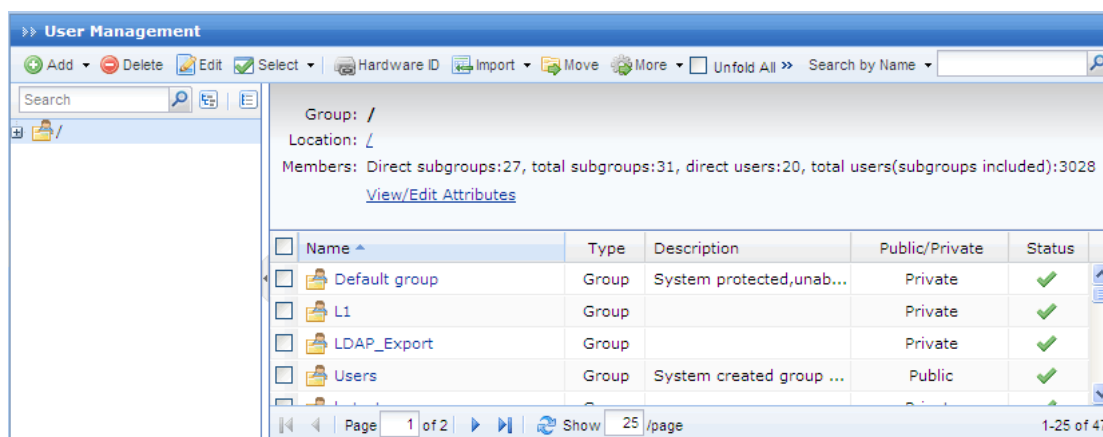 User Management
Add Delete Edit Select Hardware ID Import Move More Unfold All » Search by Name
Search
/
Group: /
Location: /
Members: Direct subgroups:27, total subgroups:31, direct users:20, total users(subgroups included):3028
View/Edit Attributes
Name Type Description Public/Private Status
Default group Group System protected,unab... Private
L1 Group Private
LDAP_Export Group Private
Users Group System created group ... Public
Page 1 of 2 Show 25 /page 1-25 of 47